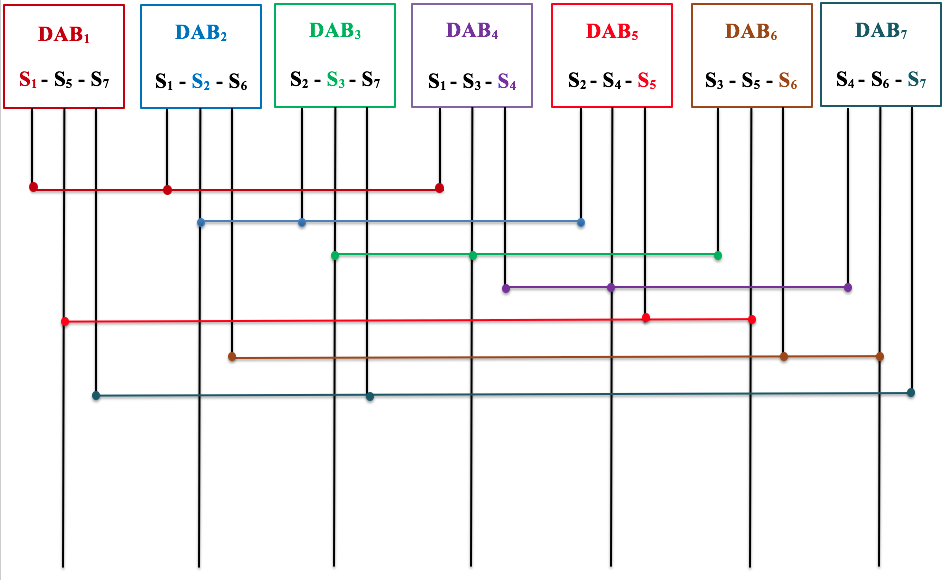 DAB₁ DAB₂ DAB₃ DAB₄ DAB₅ DAB₆ DAB₇
S₁ - S₅ - S₇ S₁ - S₂ - S₆ S₂ - S₃ - S₇ S₁ - S₃ - S₄ S₂ - S₄ - S₅ S₃ - S₅ - S₆ S₄ - S₆ - S₇